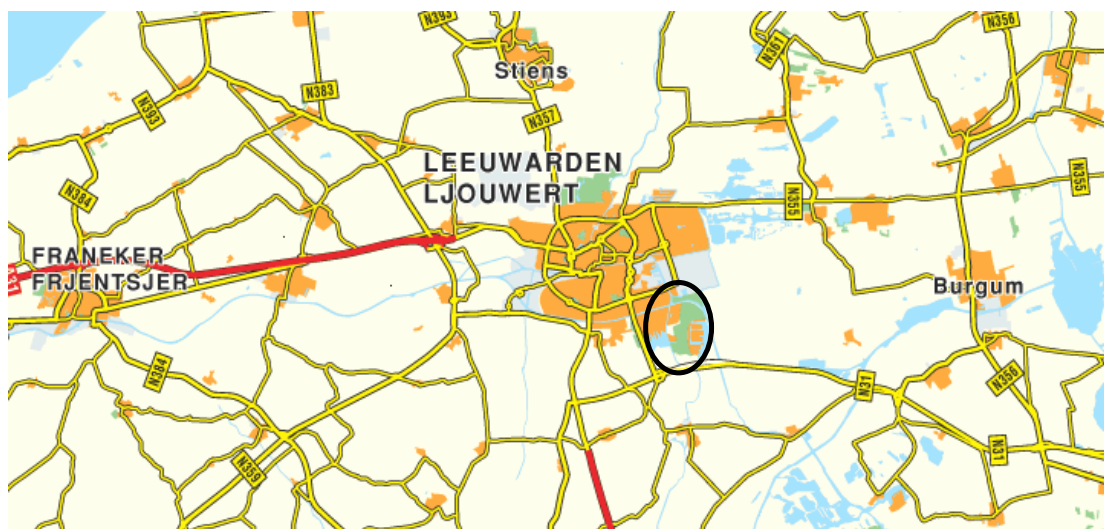 N393
N356
N361
Stiens
N383
N393
N357
LEEUWARDEN
LJOUWERT
N355
N355
N384
FRANEKER
FRJENTSJER
Burgum
N384
N31
N356
N359
N31